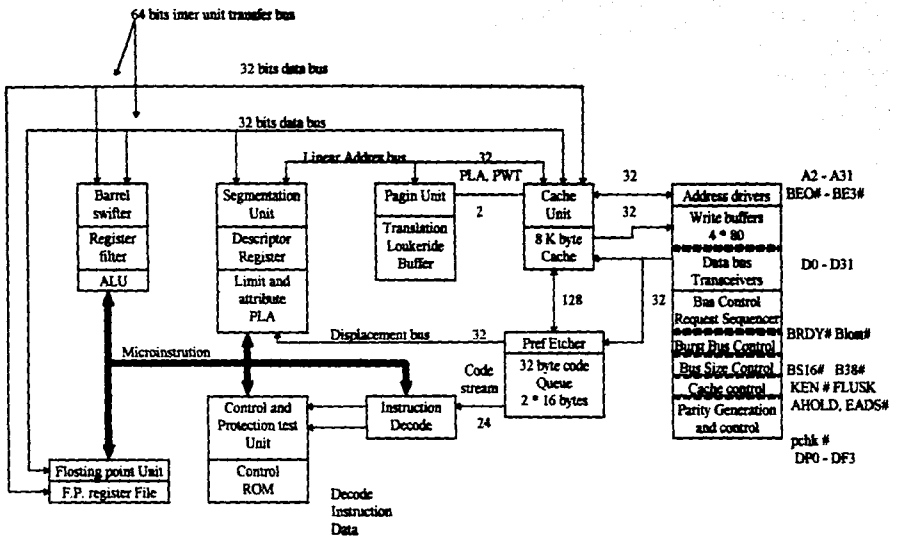 64 bits imer unit transfer bus
32 bits data bus
32 bits data bus
Linear Addrex bus
32
PLA, PWT
2
32
32
A2 - A31
BEO# - BE3#
Barrel
swifter
Register
filter
ALU
Segmentation
Unit
Descriptor
Register
Limit and
attribute
PLA
Pagin Unit
Translation
Loukeride
Buffer
Cache
Unit
8 K byte
Cache
Address drivers
Write buffers
4 * 80
Data bus
Transceivers
D0 - D31
Bas Control
Request Sequencer
128
32
BRDY# Blost#
Burst Bus Control
Bus Size Control
BS16# B38#
Cache control
KEN # FLUSK
AHOLD, EADS#
Parity Generation
and control
pchk #
DP0 - DF3
Displacement bus
32
Microinstrution
Pref Etcher
32 byte code
Queue
2 * 16 bytes
Code
stream
24
Control and
Protection test
Unit
Control
ROM
Instruction
Decode
Flosting point Unit
F.P. register File
Decode
Instruction
Data